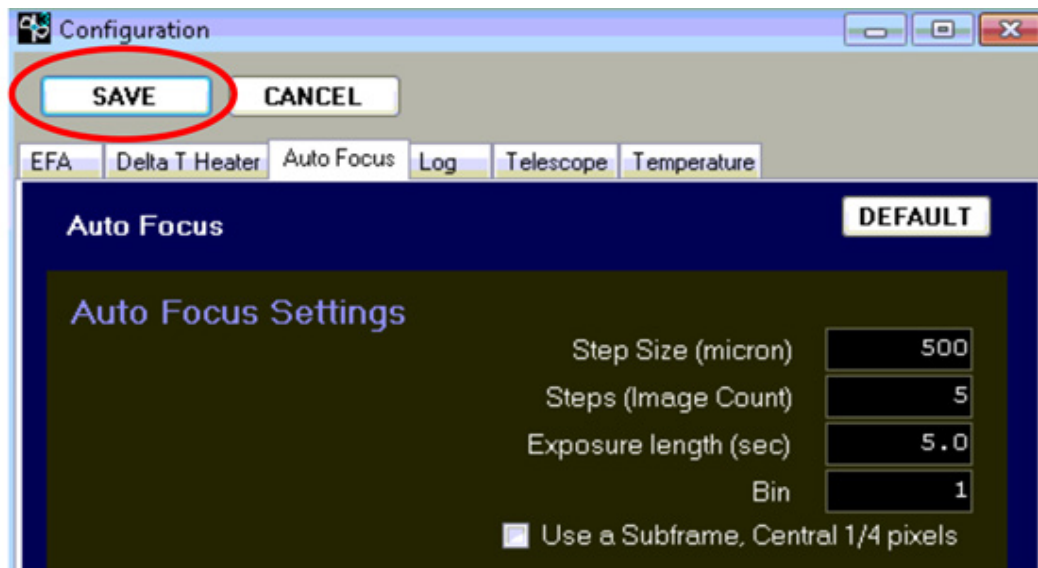 Configuration
SAVE CANCEL
EFA Delta T Heater Auto Focus Log Telescope Temperature
Auto Focus DEFAULT
Auto Focus Settings
Step Size (micron) 500
Steps (Image Count) 5
Exposure length (sec) 5.0
Bin 1
Use a Subframe, Central 1/4 pixels